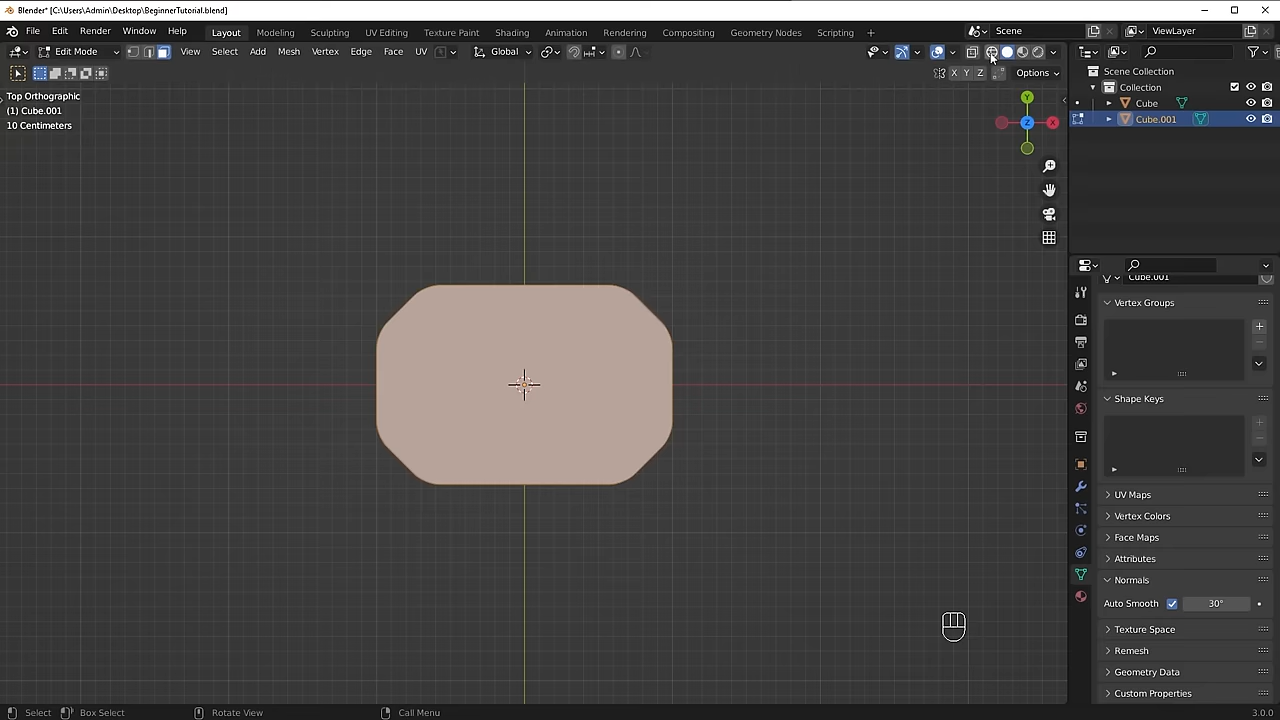 Blender* [C:\Users\Admin\Desktop\BeginnerTutorial.blend]
File Edit Render Window Help Layout Modeling Sculpting UV Editing Texture Paint Shading Animation Rendering Compositing Geometry Nodes Scripting + Scene ViewLayer
Edit Mode View Select Add Mesh Vertex Edge Face UV Global
X Y Z Options
Top Orthographic
(1) Cube.001
10 Centimeters
Y
Z
X
Scene Collection
Collection
Cube
Cube.001
Cube.001
Vertex Groups
Shape Keys
UV Maps
Vertex Colors
Face Maps
Attributes
Normals
Auto Smooth 30°
Texture Space
Remesh
Geometry Data
Custom Properties
Select Box Select Rotate View Call Menu 3.0.0